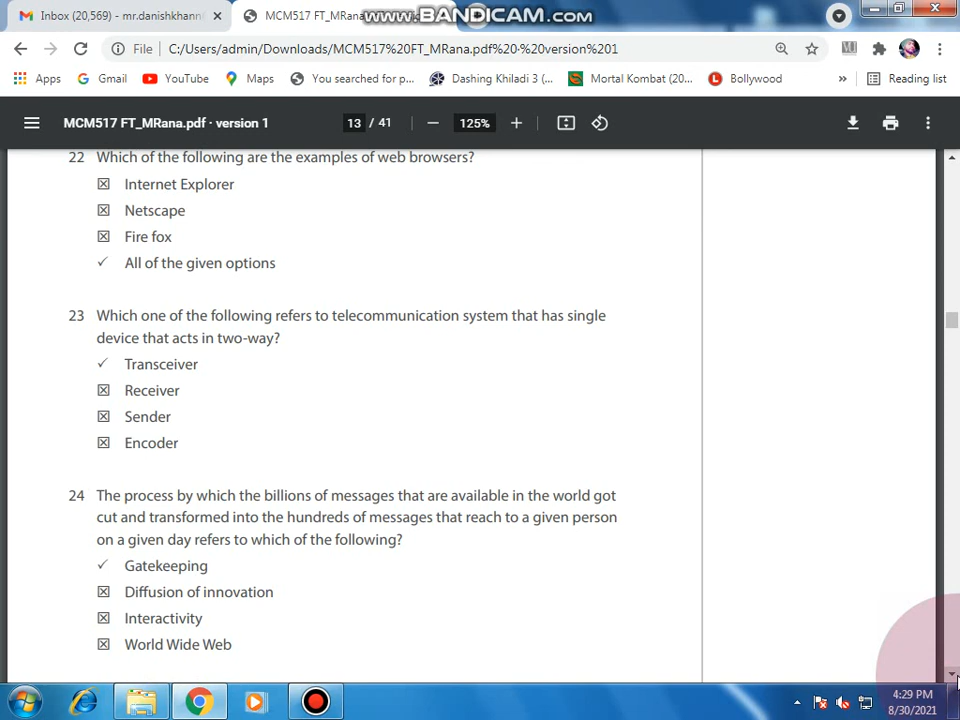 Inbox (20,569) - mr.danishkhann
MCM517 FT_MRana
www.BANDICAM.com
File C:/Users/admin/Downloads/MCM517%20FT_MRana.pdf%20·%20version%201
Apps Gmail YouTube Maps You searched for p... Dashing Khiladi 3 (... Mortal Kombat (20... Bollywood » Reading list
MCM517 FT_MRana.pdf · version 1 13 / 41 125%
22 Which of the following are the examples of web browsers?
☒ Internet Explorer
☒ Netscape
☒ Fire fox
✓ All of the given options
23 Which one of the following refers to telecommunication system that has single
device that acts in two-way?
✓ Transceiver
☒ Receiver
☒ Sender
☒ Encoder
24 The process by which the billions of messages that are available in the world got
cut and transformed into the hundreds of messages that reach to a given person
on a given day refers to which of the following?
✓ Gatekeeping
☒ Diffusion of innovation
☒ Interactivity
☒ World Wide Web
4:29 PM
8/30/2021